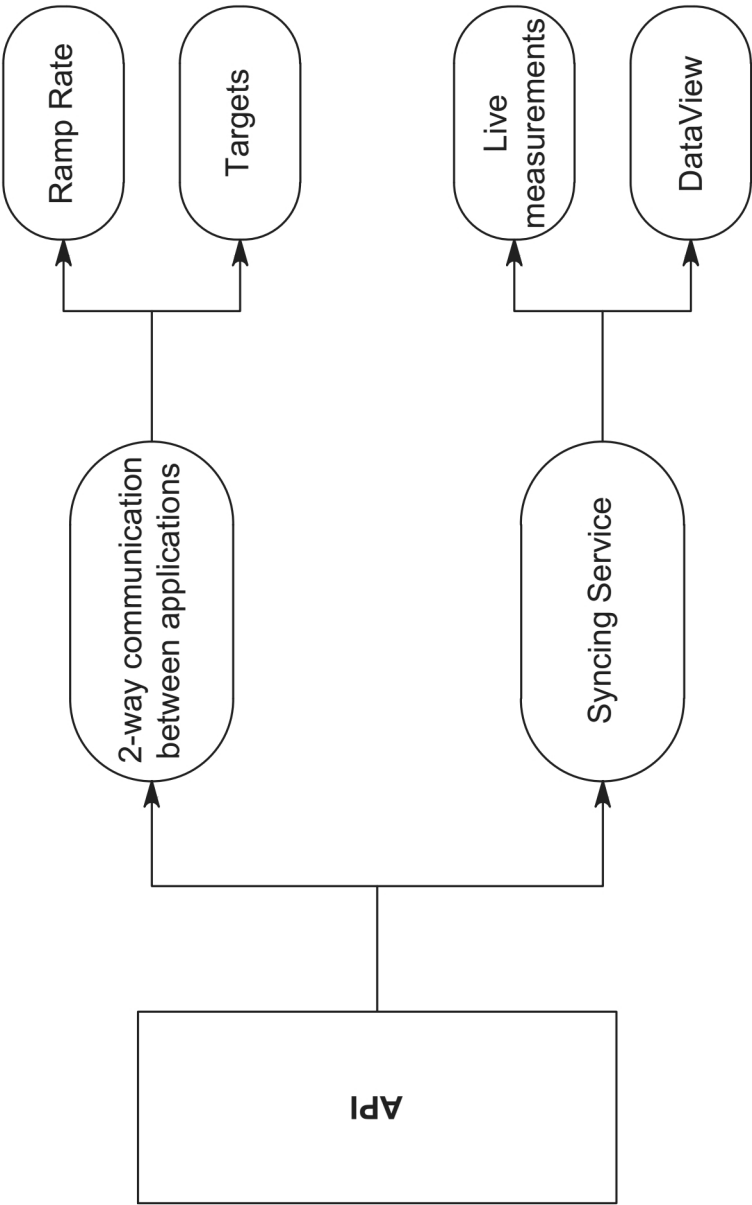 API
2-way communication
between applications
Ramp Rate
Targets
Syncing Service
Live
measurements
DataView